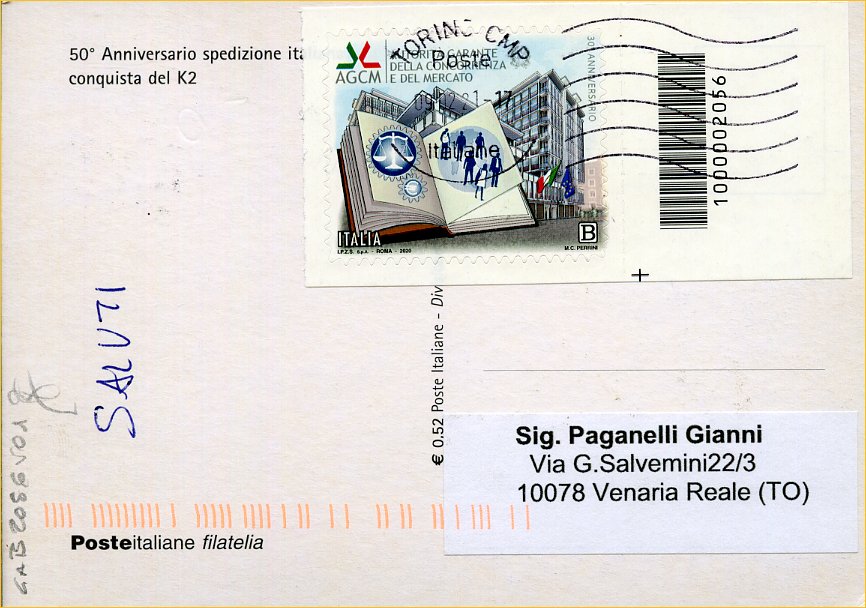 50° Anniversario spedizione ita
conquista del K2
AGCM
AUTORITÀ GARANTE
DELLA CONCORRENZA
E DEL MERCATO
30° ANNIVERSARIO
TORINO CMP
Poste
Italiane
ITALIA
B
I.P.Z.S. S.p.A. - ROMA - 2020
M.C. PERRINI
1000002056
SALUTI
€ 0.52 Poste Italiane - Div
Sig. Paganelli Gianni
Via G.Salvemini22/3
10078 Venaria Reale (TO)
Posteitaliane filatelia